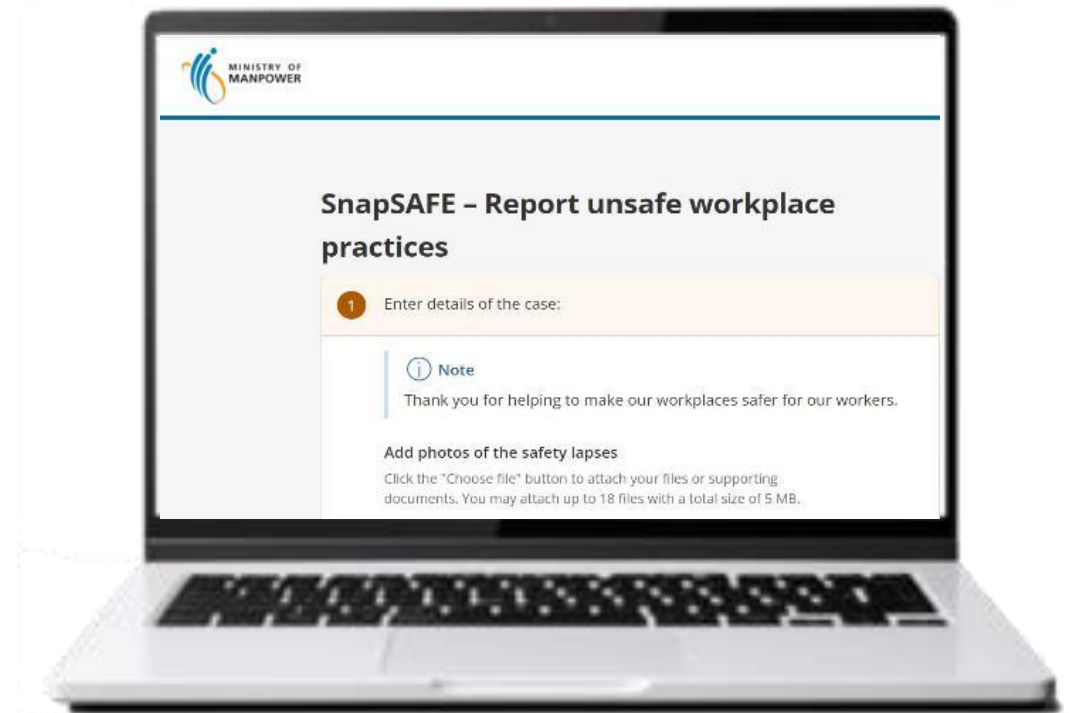 MINISTRY OF
MANPOWER
SnapSAFE – Report unsafe workplace
practices
1 Enter details of the case:
Note
Thank you for helping to make our workplaces safer for our workers.
Add photos of the safety lapses
Click the "Choose file" button to attach your files or supporting
documents. You may attach up to 18 files with a total size of 5 MB.